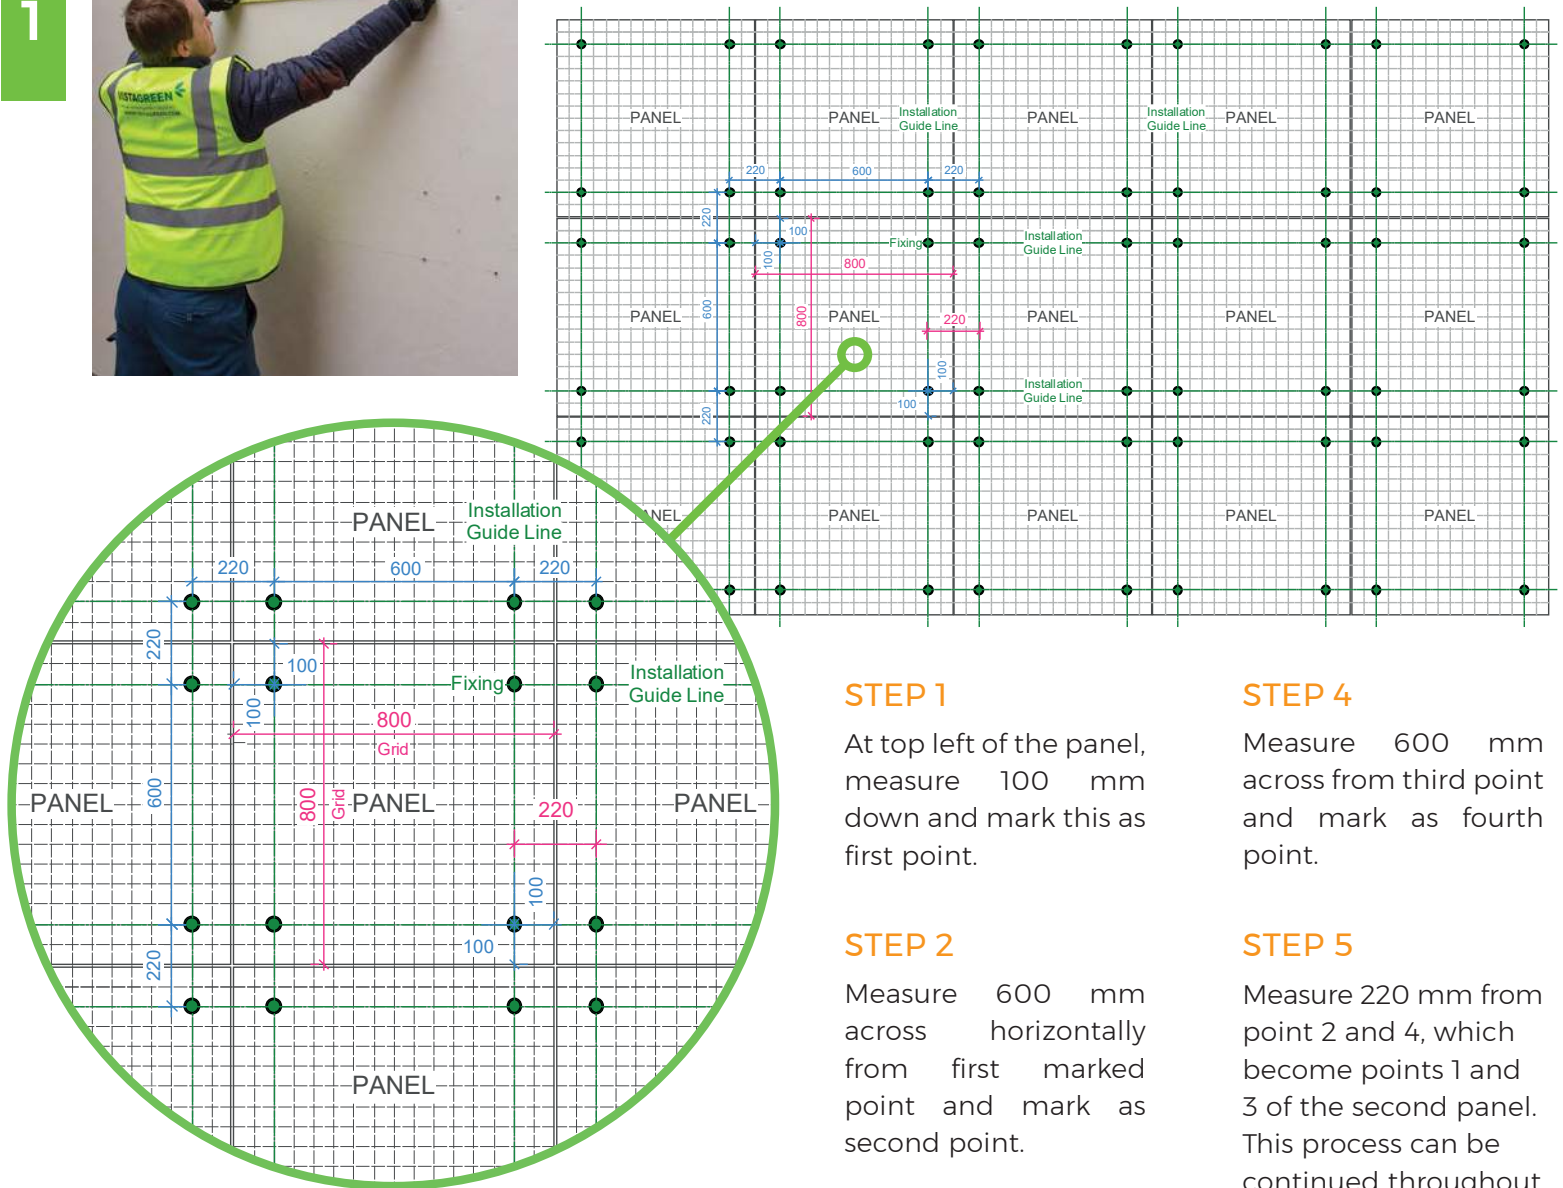 1
VISTAGREEN
PANEL
PANEL
Installation
Guide Line
PANEL
Installation
Guide Line
PANEL
PANEL
220
600
220
220
100
100
Fixing
Installation
Guide Line
800
PANEL
600
800
PANEL
220
PANEL
PANEL
PANEL
100
100
Installation
Guide Line
220
PANEL
PANEL
PANEL
PANEL
PANEL
Installation
Guide Line
220
600
220
220
100
100
Fixing
Installation
Guide Line
800
Grid
PANEL
600
800
Grid
PANEL
PANEL
220
100
100
220
PANEL
STEP 1
At top left of the panel,
measure 100 mm
down and mark this as
first point.
STEP 2
Measure 600 mm
across horizontally
from first marked
point and mark as
second point.
STEP 4
Measure 600 mm
across from third point
and mark as fourth
point.
STEP 5
Measure 220 mm from
point 2 and 4, which
become points 1 and
3 of the second panel.
This process can be
continued throughout